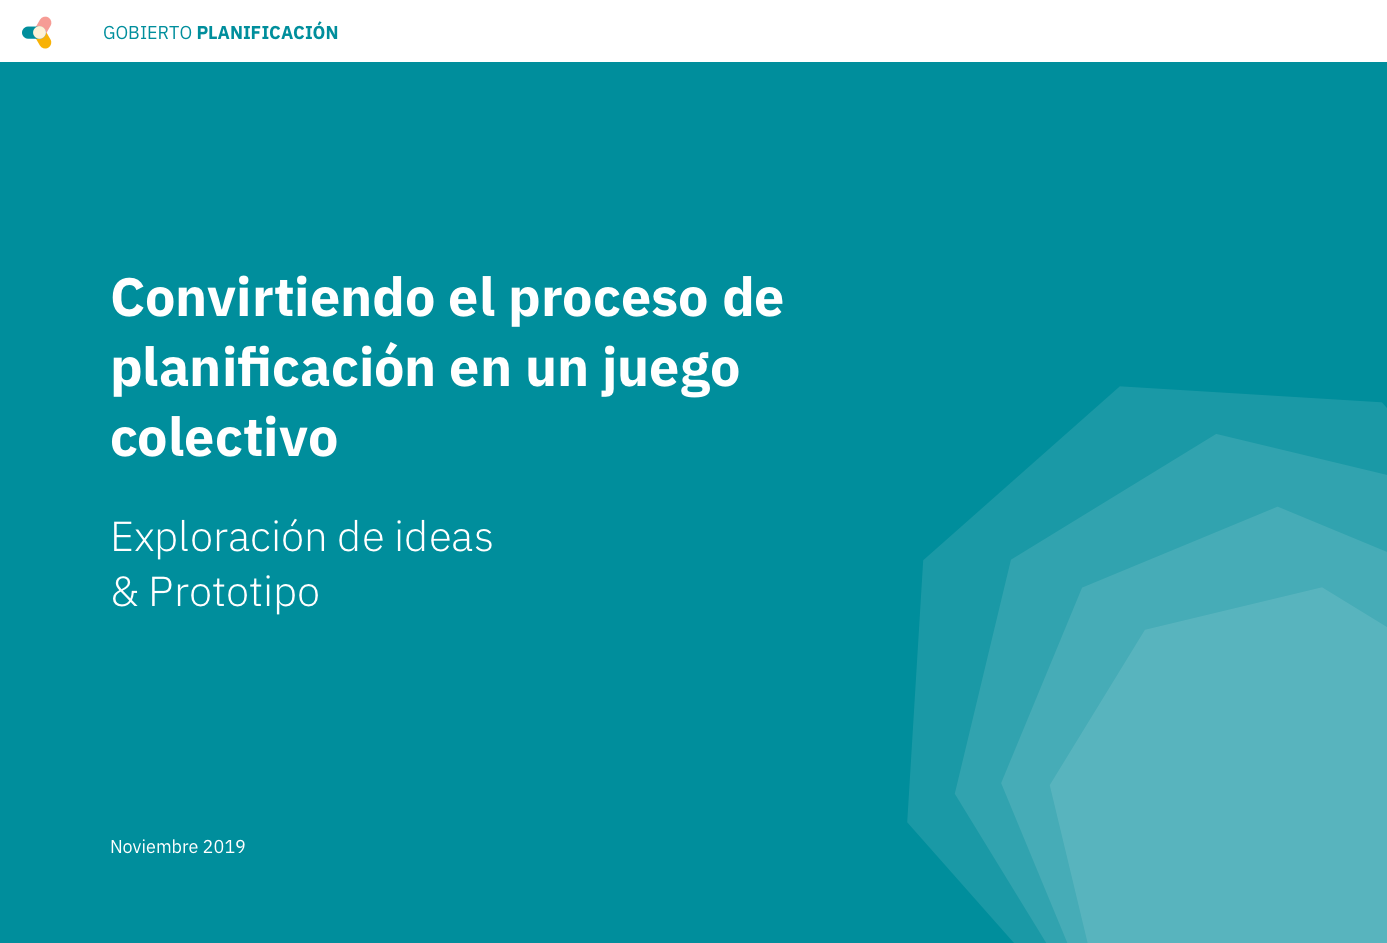 GOBIERTO PLANIFICACIÓN
Convirtiendo el proceso de
planificación en un juego
colectivo
Exploración de ideas
& Prototipo
Noviembre 2019